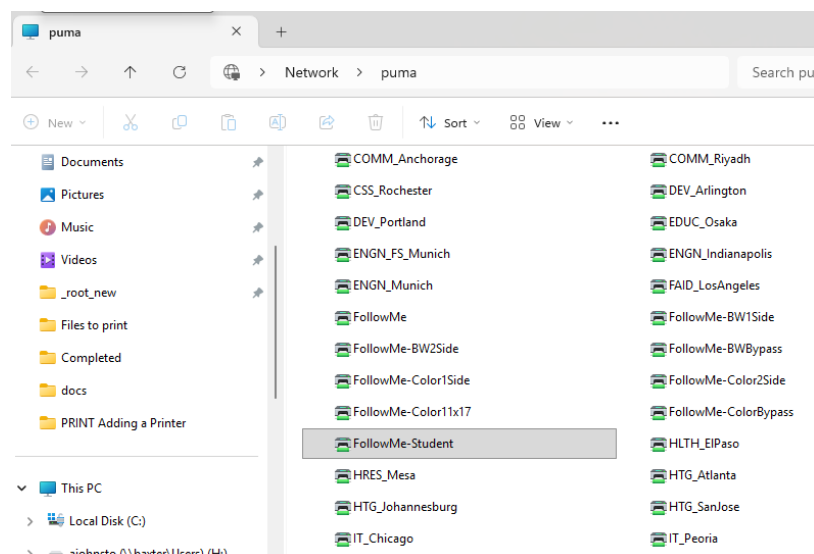 puma
Network > puma
Search pu
New
Sort
View
Documents
Pictures
Music
Videos
_root_new
Files to print
Completed
docs
PRINT Adding a Printer
This PC
Local Disk (C:)
ajohnsto (\\baxter\Users) (H:)
COMM_Anchorage COMM_Riyadh
CSS_Rochester DEV_Arlington
DEV_Portland EDUC_Osaka
ENGN_FS_Munich ENGN_Indianapolis
ENGN_Munich FAID_LosAngeles
FollowMe FollowMe-BW1Side
FollowMe-BW2Side FollowMe-BWBypass
FollowMe-Color1Side FollowMe-Color2Side
FollowMe-Color11x17 FollowMe-ColorBypass
FollowMe-Student HLTH_ElPaso
HRES_Mesa HTG_Atlanta
HTG_Johannesburg HTG_SanJose
IT_Chicago IT_Peoria